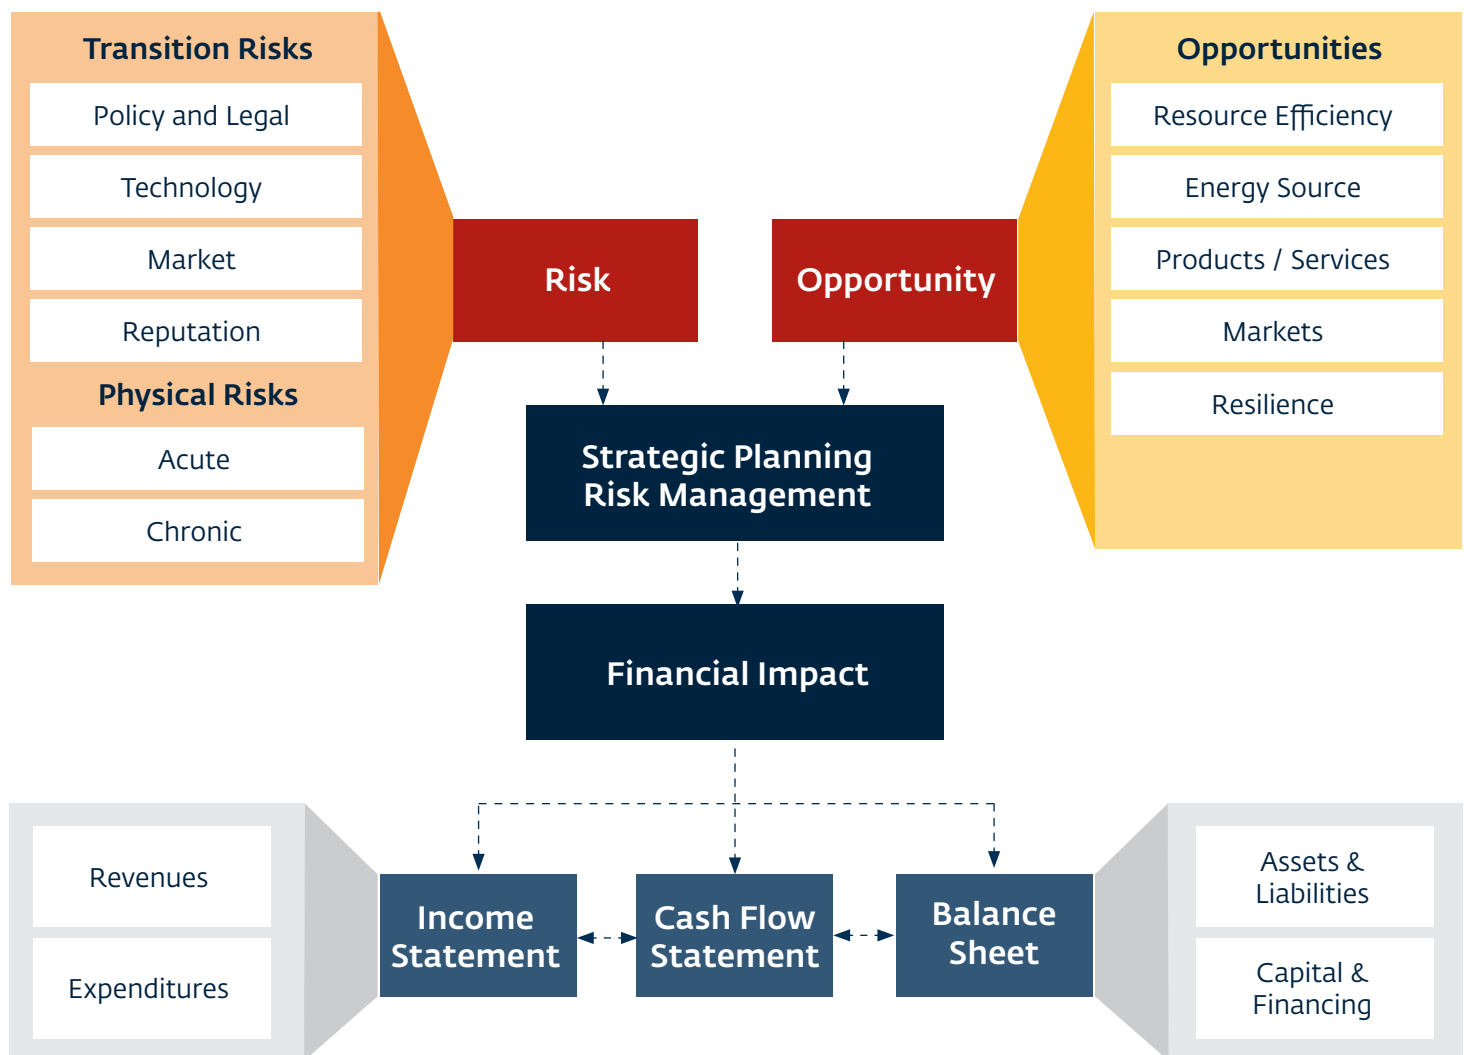 Transition Risks
Policy and Legal
Technology
Market
Reputation
Physical Risks
Acute
Chronic
Risk
Opportunity
Opportunities
Resource Efficiency
Energy Source
Products / Services
Markets
Resilience
Strategic Planning
Risk Management
Financial Impact
Revenues
Expenditures
Income
Statement
Cash Flow
Statement
Balance
Sheet
Assets &
Liabilities
Capital &
Financing